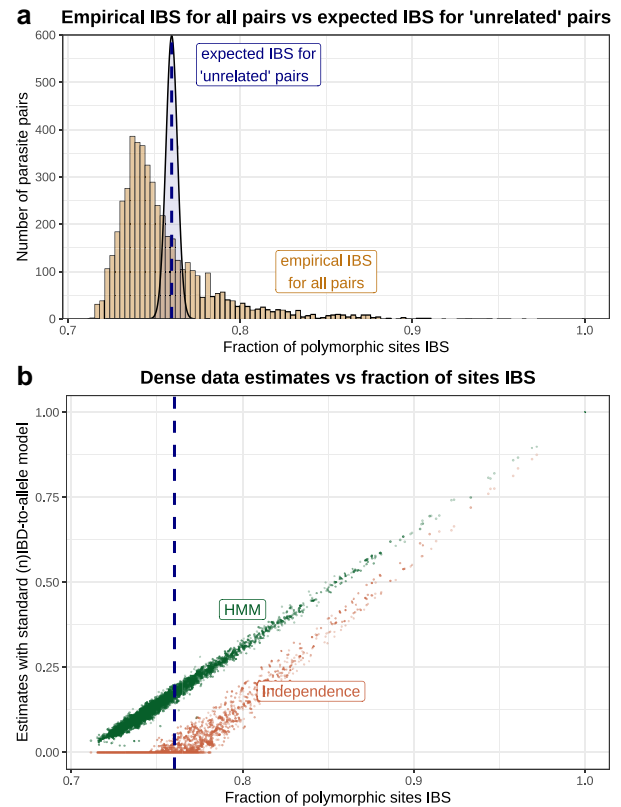 a Empirical IBS for all pairs vs expected IBS for 'unrelated' pairs
600
500
400
300
200
100
0
Number of parasite pairs
expected IBS for
'unrelated' pairs
empirical IBS
for all pairs
0.7 0.8 0.9 1.0
Fraction of polymorphic sites IBS
b Dense data estimates vs fraction of sites IBS
1.00
0.75
0.50
0.25
0.00
Estimates with standard (n)IBD-to-allele model
HMM
Independence
0.7 0.8 0.9 1.0
Fraction of polymorphic sites IBS